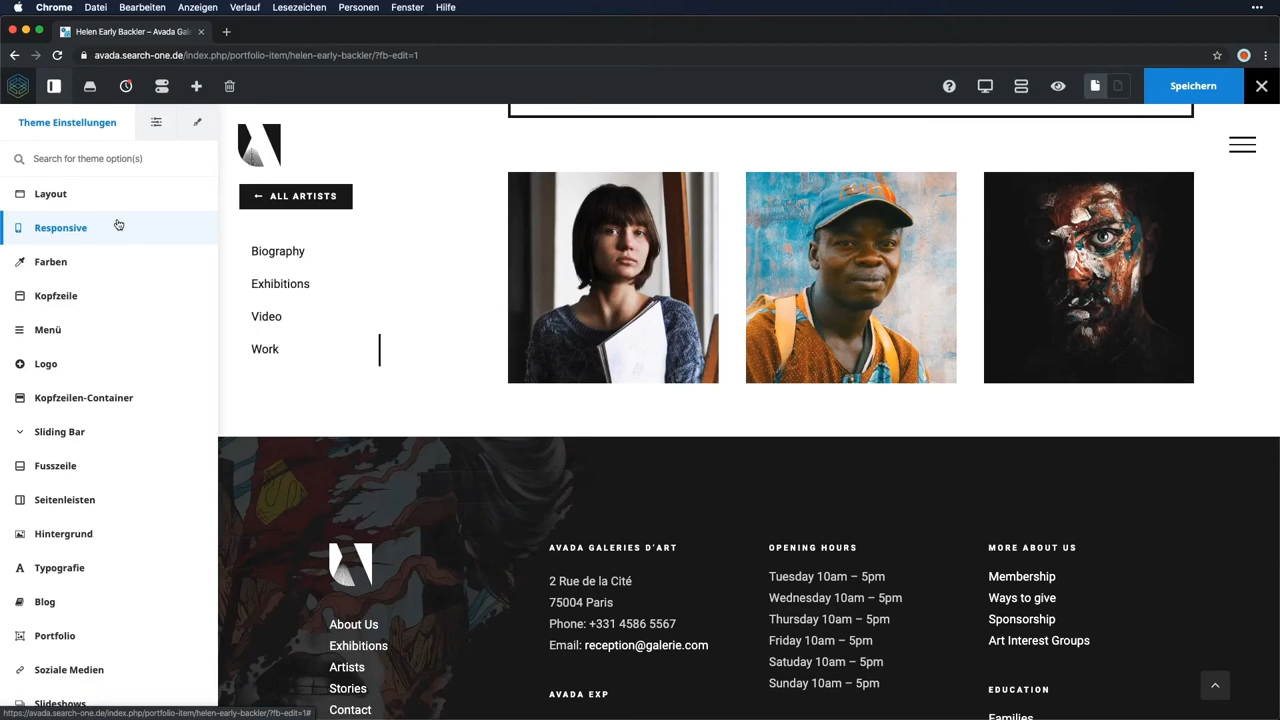 Chrome Datei Bearbeiten Anzeigen Verlauf Lesezeichen Personen Fenster Hilfe
Helen Early Backler – Avada Gal
avada.search-one.de/index.php/portfolio-item/helen-early-backler/?fb-edit=1
Speichern
Theme Einstellungen
Search for theme option(s)
Layout
Responsive
Farben
Kopfzeile
Menü
Logo
Kopfzeilen-Container
Sliding Bar
Fusszeile
Seitenleisten
Hintergrund
Typografie
Blog
Portfolio
Soziale Medien
Slideshows
https://avada.search-one.de/index.php/portfolio-item/helen-early-backler/?fb-edit=1#
← ALL ARTISTS
Biography
Exhibitions
Video
Work
About Us
Exhibitions
Artists
Stories
Contact
AVADA GALERIES D'ART
2 Rue de la Cité
75004 Paris
Phone: +331 4586 5567
Email: reception@galerie.com
AVADA EXP
OPENING HOURS
Tuesday 10am – 5pm
Wednesday 10am – 5pm
Thursday 10am – 5pm
Friday 10am – 5pm
Satuday 10am – 5pm
Sunday 10am – 5pm
MORE ABOUT US
Membership
Ways to give
Sponsorship
Art Interest Groups
EDUCATION
Families